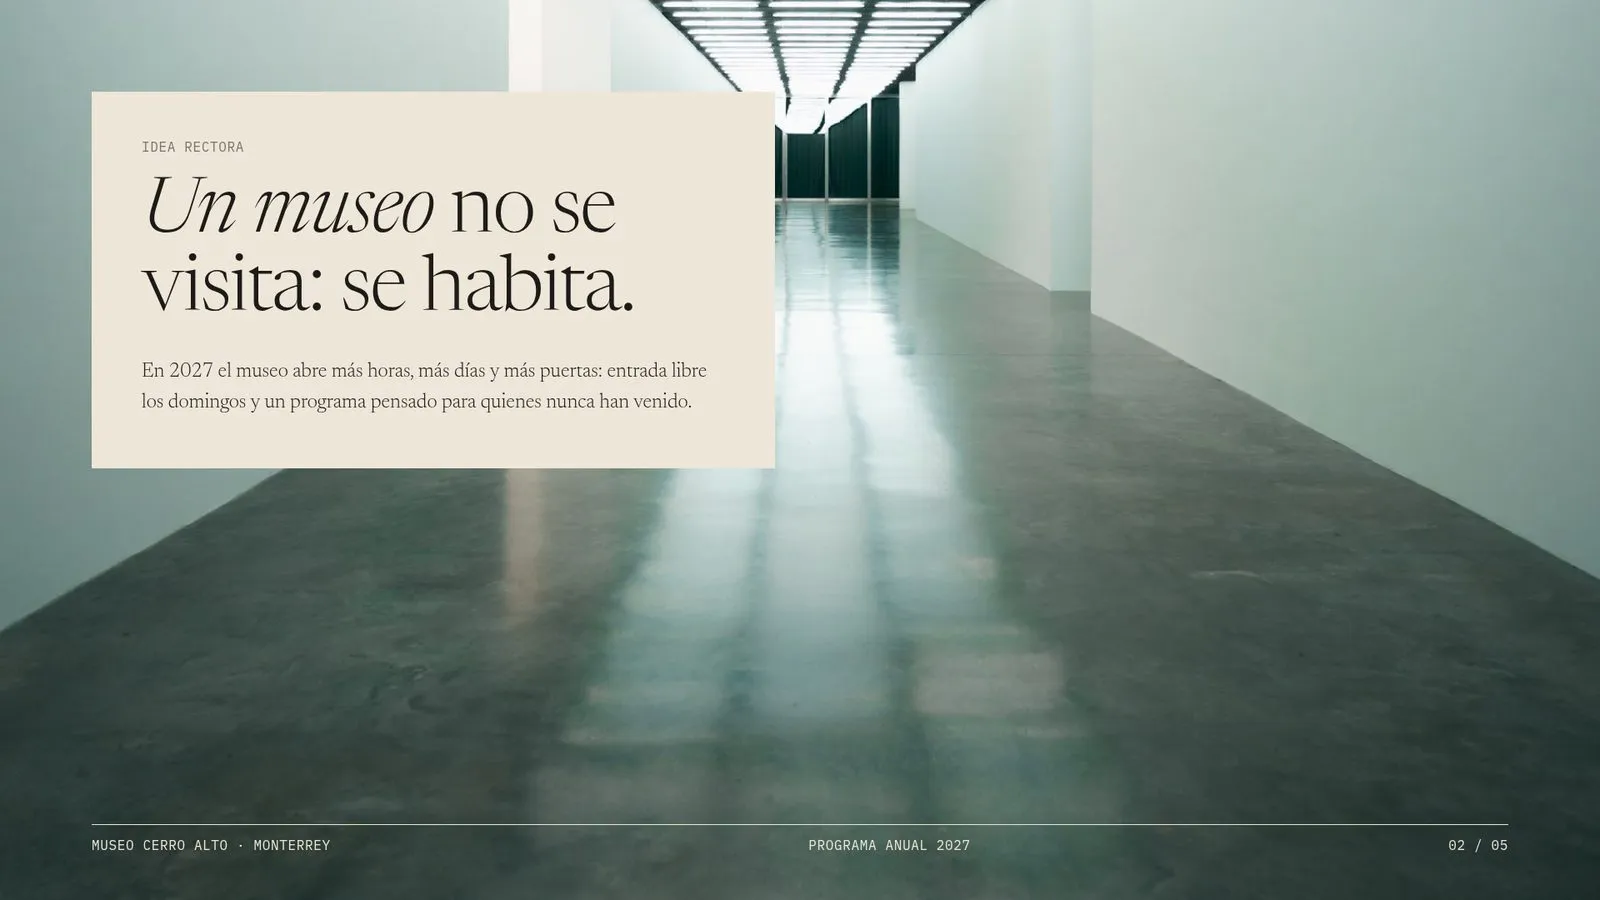 IDEA RECTORA
Un museo no se
visita: se habita.
En 2027 el museo abre más horas, más días y más puertas: entrada libre
los domingos y un programa pensado para quienes nunca han venido.
MUSEO CERRO ALTO · MONTERREY
PROGRAMA ANUAL 2027
02 / 05